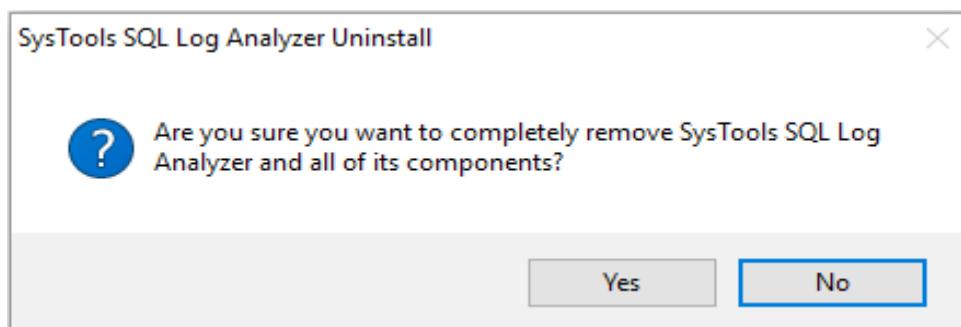 SysTools SQL Log Analyzer Uninstall
Are you sure you want to completely remove SysTools SQL Log
Analyzer and all of its components?
Yes
No